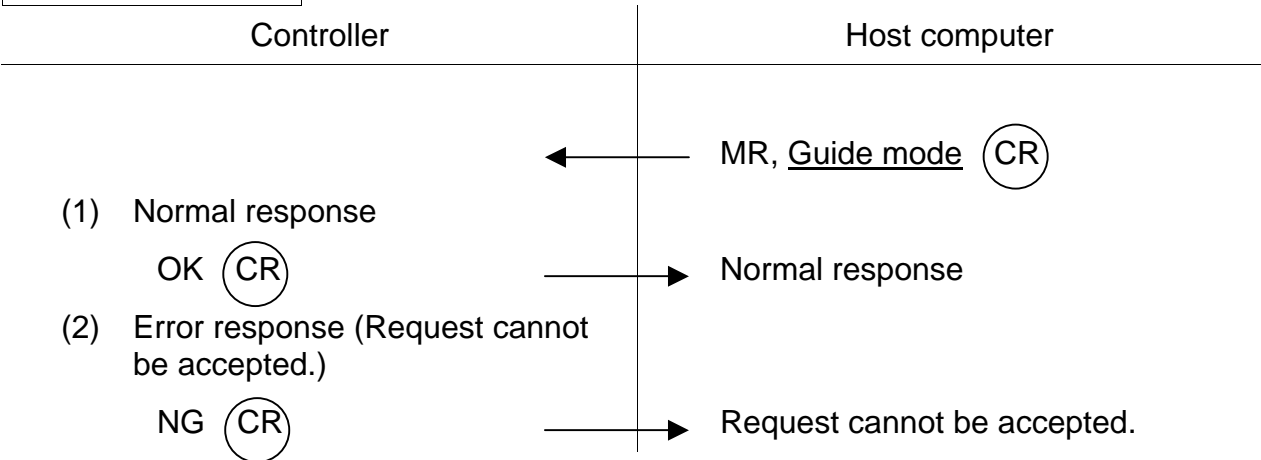 Controller Host computer
MR, Guide mode CR
(1) Normal response
OK CR Normal response
(2) Error response (Request cannot
be accepted.)
NG CR Request cannot be accepted.